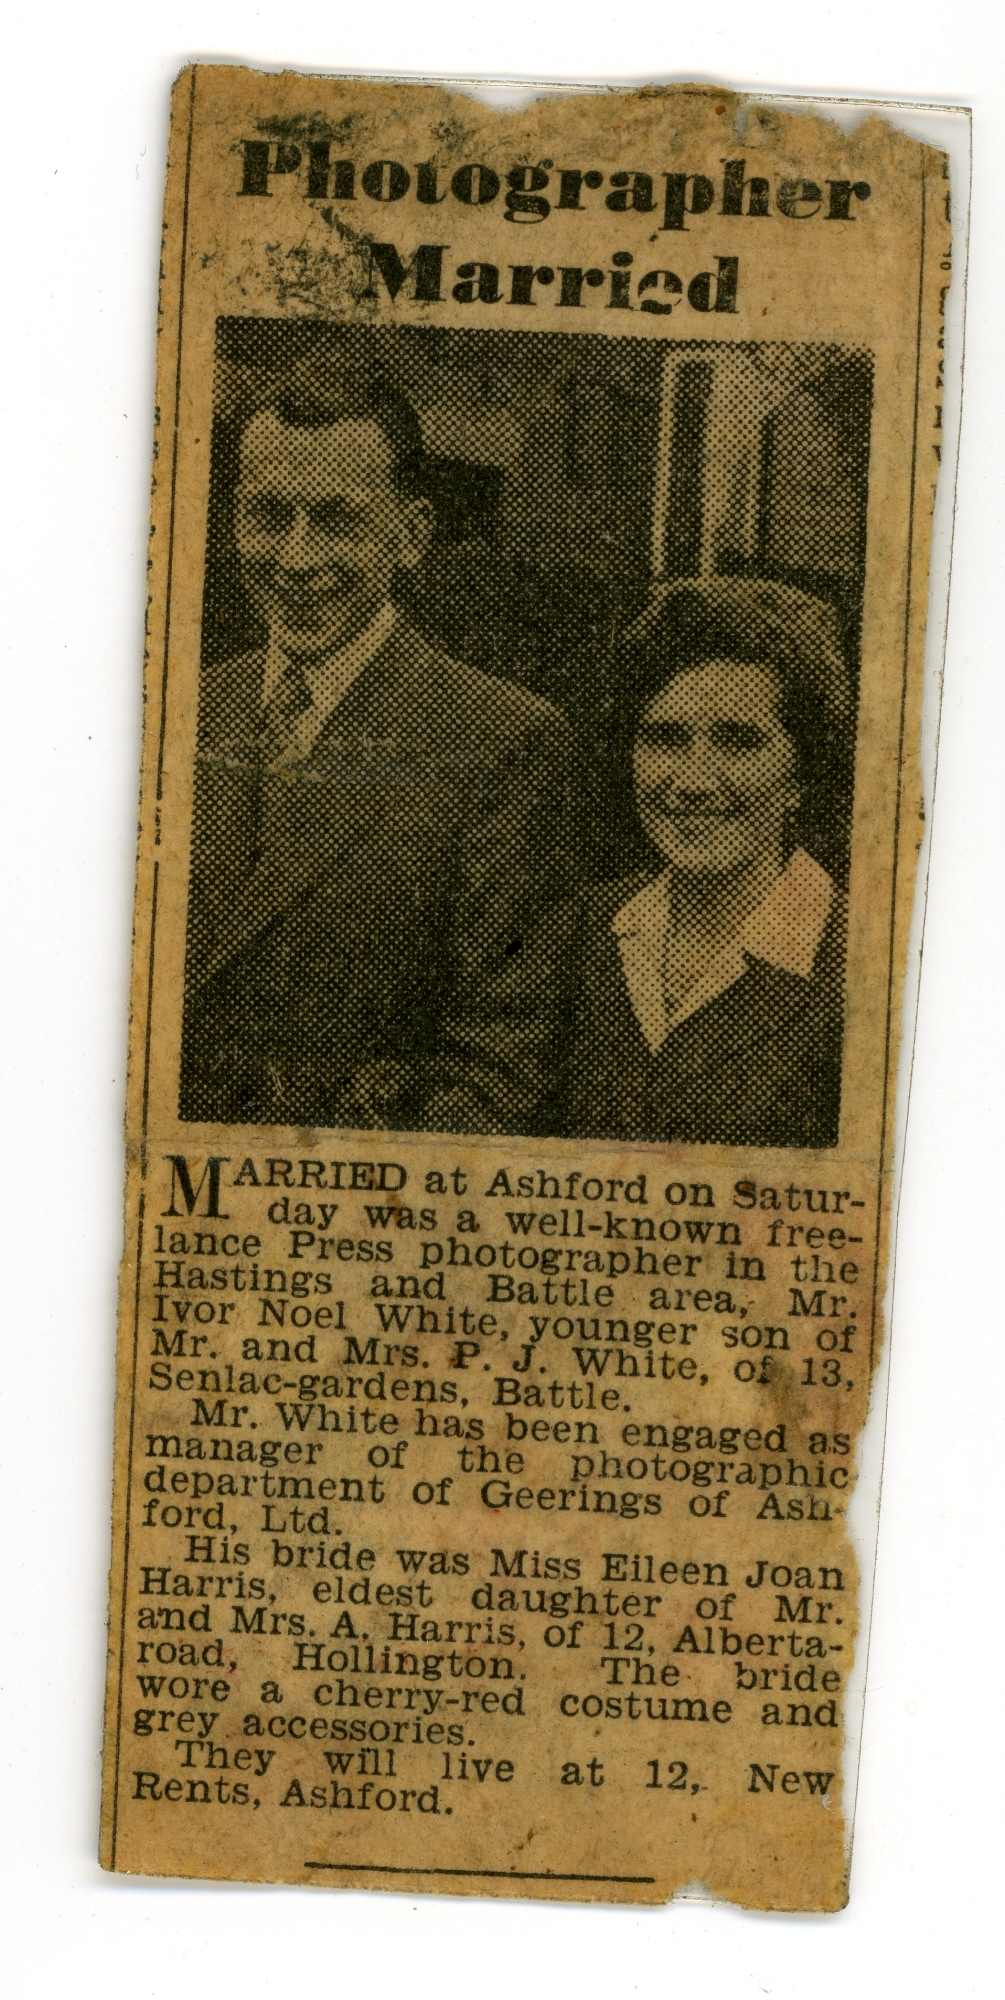 Photographer
Married
MARRIED at Ashford on Satur-
day was a well-known free-
lance Press photographer in the
Hastings and Battle area, Mr.
Ivor Noel White, younger son of
Mr. and Mrs. P. J. White, of 13,
Senlac-gardens, Battle.
Mr. White has been engaged as
manager of the photographic
department of Geerings of Ash-
ford, Ltd.
His bride was Miss Eileen Joan
Harris, eldest daughter of Mr.
and Mrs. A. Harris, of 12, Alberta-
road, Hollington. The bride
wore a cherry-red costume and
grey accessories.
They will live at 12, New
Rents, Ashford.